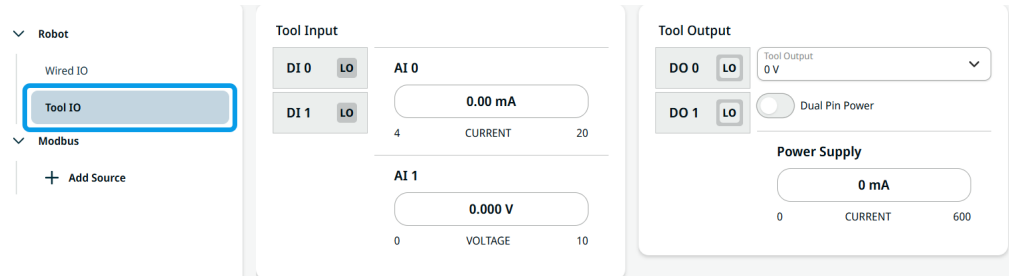 Robot
Wired IO
Tool IO
Modbus
+ Add Source
Tool Input
DI 0 LO
DI 1 LO
AI 0
0.00 mA
4 CURRENT 20
AI 1
0.000 V
0 VOLTAGE 10
Tool Output
DO 0 LO
DO 1 LO
Tool Output
0 V
Dual Pin Power
Power Supply
0 mA
0 CURRENT 600